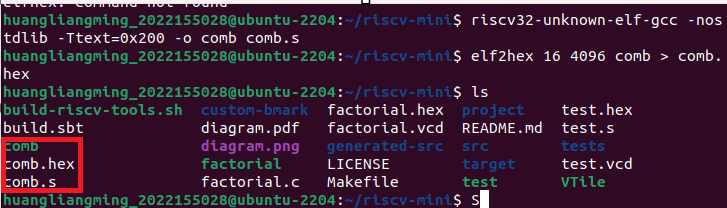 elfhex: command not found
huangliangming_2022155028@ubuntu-2204:~/riscv-mini$ riscv32-unknown-elf-gcc -nos
tdlib -Ttext=0x200 -o comb comb.s
huangliangming_2022155028@ubuntu-2204:~/riscv-mini$ elf2hex 16 4096 comb > comb.
hex
huangliangming_2022155028@ubuntu-2204:~/riscv-mini$ ls
build-riscv-tools.sh custom-bmark factorial.hex project test.hex
build.sbt diagram.pdf factorial.vcd README.md test.s
comb diagram.png generated-src src tests
comb.hex factorial LICENSE target test.vcd
comb.s factorial.c Makefile test VTile
huangliangming_2022155028@ubuntu-2204:~/riscv-mini$ S